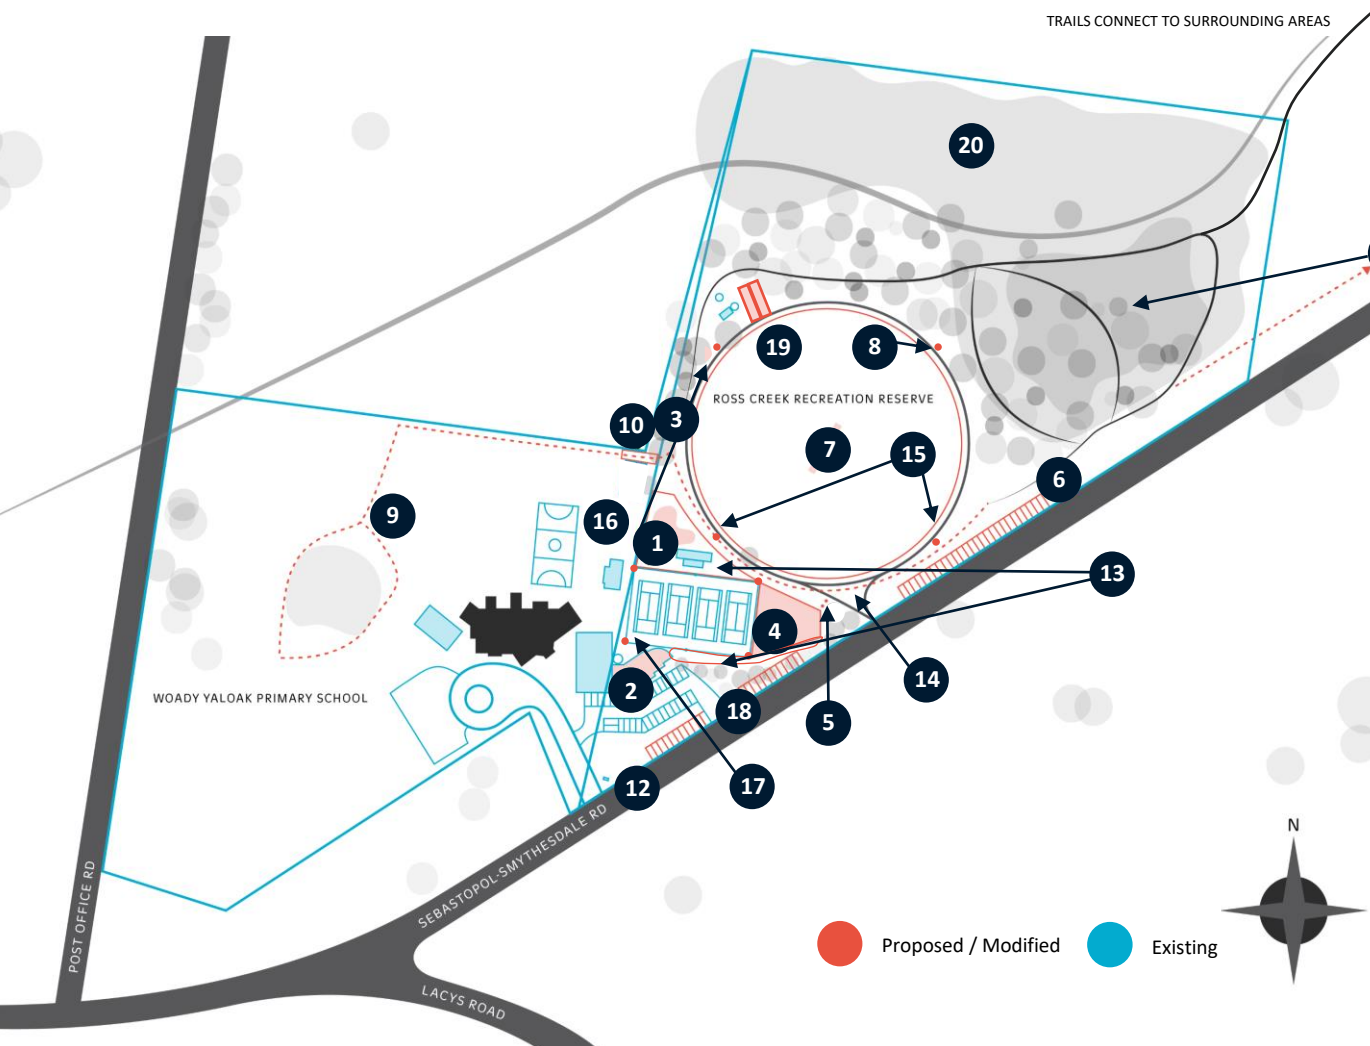 TRAILS CONNECT TO SURROUNDING AREAS
20
19
8
ROSS CREEK RECREATION RESERVE
10
3
7
15
6
9
16
1
13
4
14
2
18
5
WOADY YALOAK PRIMARY SCHOOL
12
17
SEBASTOPOL-SMYTHESDALE RD
POST OFFICE RD
LACYS ROAD
N
Proposed / Modified
Existing